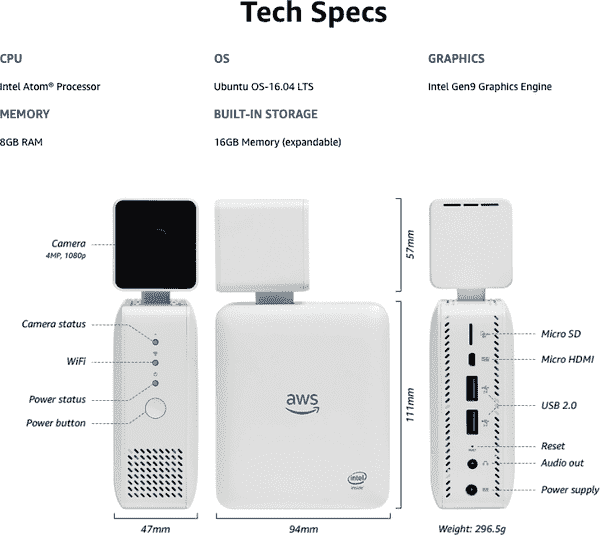 Tech Specs
CPU
OS
GRAPHICS
Intel Atom® Processor
Ubuntu OS-16.04 LTS
Intel Gen9 Graphics Engine
MEMORY
BUILT-IN STORAGE
8GB RAM
16GB Memory (expandable)
Camera
4MP, 1080p
57mm
Camera status
WiFi
Power status
Power button
aws
intel
111mm
Micro SD
Micro HDMI
USB 2.0
Reset
Audio out
Power supply
47mm
94mm
Weight: 296.5g